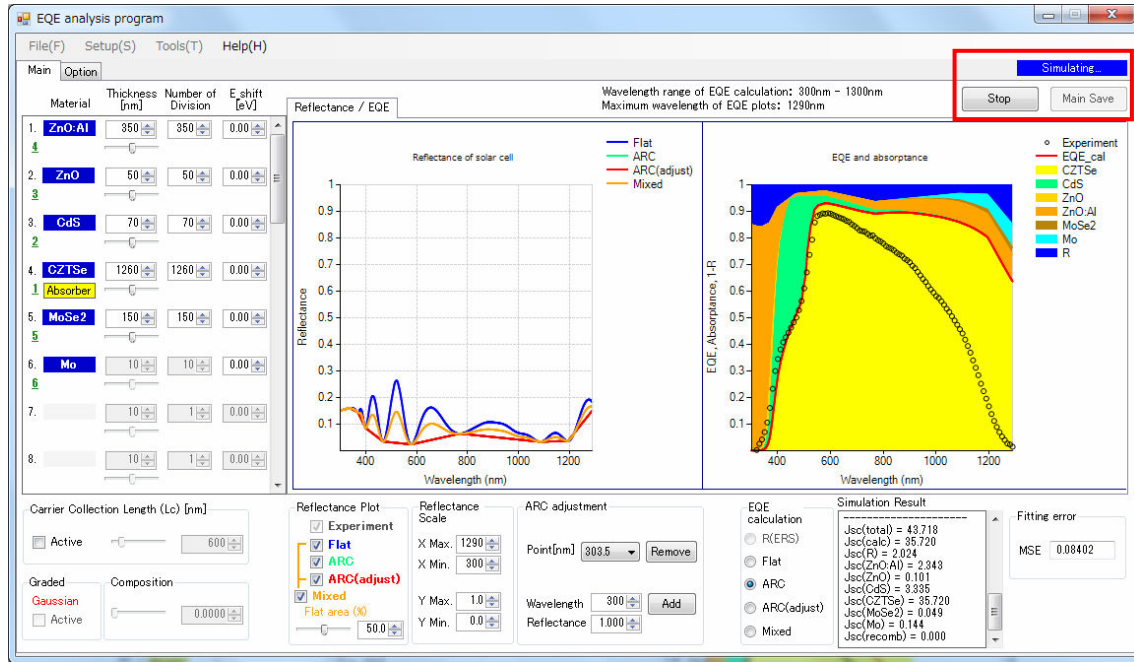 EQE analysis program
File(F) Setup(S) Tools(T) Help(H)
Main Option
Simulating...
Stop Main Save
Wavelength range of EQE calculation: 300nm - 1300nm
Maximum wavelength of EQE plots: 1290nm
Material Thickness [nm] Number of Division E_shift [eV]
1. ZnO:Al 350 350 0.00
4
2. ZnO 50 50 0.00
3
3. CdS 70 70 0.00
2
4. CZTSe 1260 1260 0.00
1 Absorber
5. MoSe2 150 150 0.00
5
6. Mo 10 10 0.00
6
7. 10 1 0.00
8. 10 1 0.00
Reflectance / EQE
Reflectance of solar cell
Flat
ARC
ARC(adjust)
Mixed
1
0.9
0.8
0.7
0.6
0.5
0.4
0.3
0.2
0.1
Reflectance
400 600 800 1000 1200
Wavelength (nm)
EQE and absorptance
Experiment
EQE_cal
CZTSe
CdS
ZnO
ZnO:Al
MoSe2
Mo
R
1
0.9
0.8
0.7
0.6
0.5
0.4
0.3
0.2
0.1
EQE, Absorptance, 1-R
400 600 800 1000 1200
Wavelength (nm)
Carrier Collection Length (Lc) [nm]
Active 600
Graded
Gaussian
Active
Composition
0.0000
Reflectance Plot
Experiment
Flat
ARC
ARC(adjust)
Mixed
Flat area (%)
50.0
Reflectance
Scale
X Max. 1290
X Min. 300
Y Max. 1.0
Y Min. 0.0
ARC adjustment
Point[nm] 303.5 Remove
Wavelength 300 Add
Reflectance 1.000
EQE
calculation
R(ERS)
Flat
ARC
ARC(adjust)
Mixed
Simulation Result
----------------------
Jsc(total) = 43.718
Jsc(calc) = 35.720
Jsc(R) = 2.024
Jsc(ZnO:Al) = 2.343
Jsc(ZnO) = 0.101
Jsc(CdS) = 3.335
Jsc(CZTSe) = 35.720
Jsc(MoSe2) = 0.049
Jsc(Mo) = 0.144
Jsc(recomb) = 0.000
Fitting error
MSE 0.08402